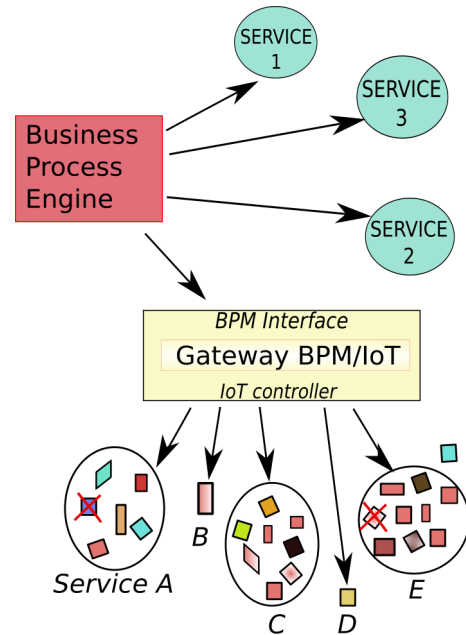 SERVICE
1
SERVICE
3
Business
Process
Engine
SERVICE
2
BPM Interface
Gateway BPM/IoT
IoT controller
B
Service A
C
D
E